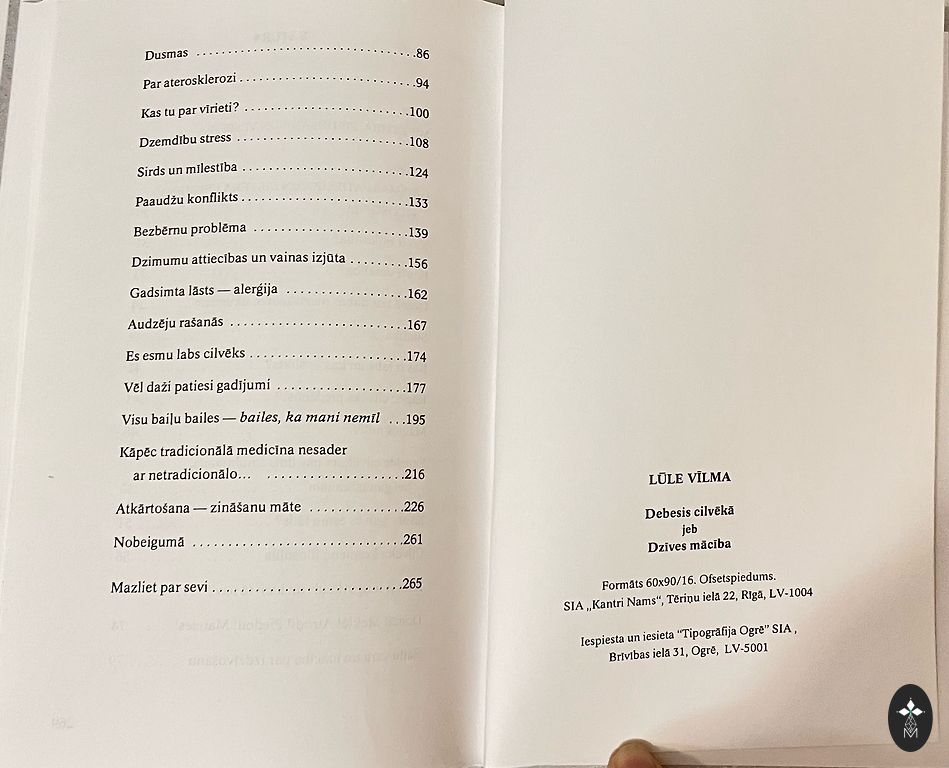 Dusmas ........................86
Par aterosklerozi ........................94
Kas tu par vīrieti? ........................100
Dzemdību stress ........................108
Sirds un mīlestība ........................124
Paaudžu konflikts ........................133
Bezbērnu problēma ........................139
Dzimumu attiecības un vainas izjūta ........156
Gadsimta lāsts — alerģija ..................162
Audzēju rašanās ........................167
Es esmu labs cilvēks ........................174
Vēl daži patiesi gadījumi ..................177
Visu baiļu bailes — bailes, ka mani nemīl ...195
Kāpēc tradicionālā medicīna nesader
ar netradicionālo... ....................216
Atkārtošana — zināšanu māte ..............226
Nobeigumā ............................261
Mazliet par sevi ........................265
LŪLE VĪLMA
Debesis cilvēkā
jeb
Dzīves mācība
Formāts 60x90/16. Ofsetspiedums.
SIA „Kantri Nams“, Tēriņu ielā 22, Rīgā, LV-1004
Iespiesta un iesieta “Tipogrāfija Ogrē” SIA ,
Brīvības ielā 31, Ogrē, LV-5001